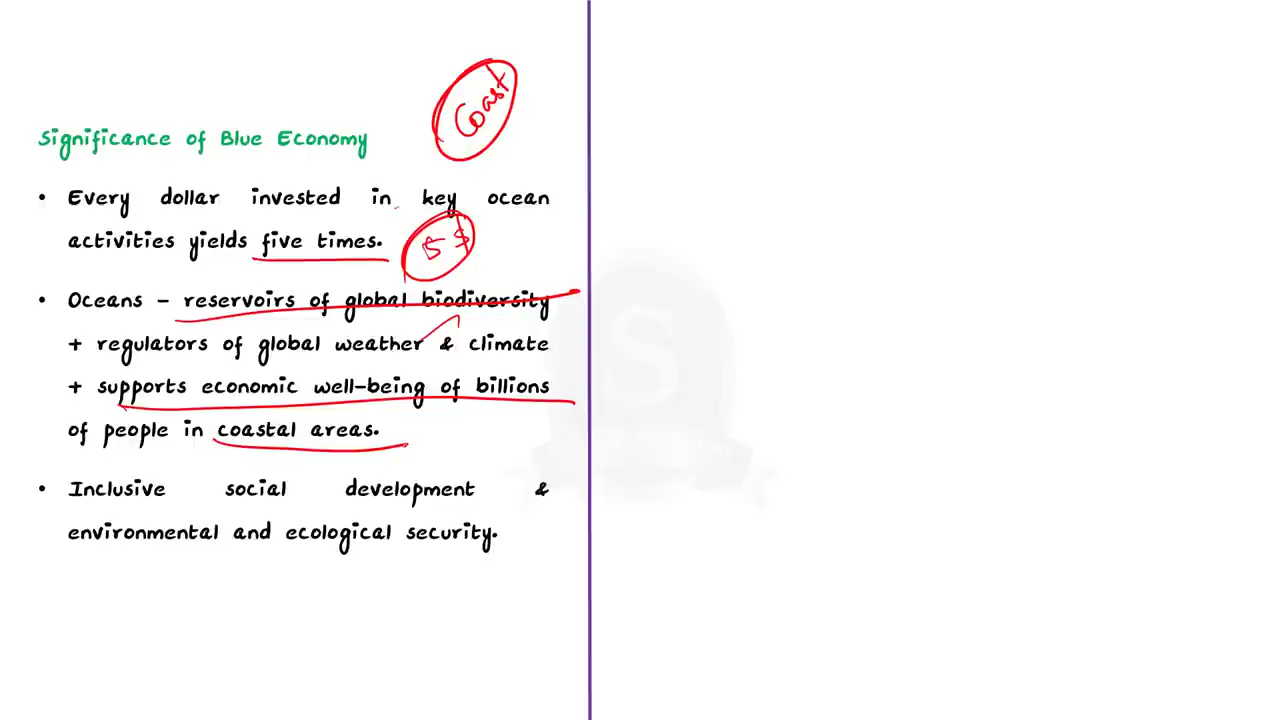 Coast
Significance of Blue Economy
• Every dollar invested in key ocean
activities yields five times.
5 $
• Oceans – reservoirs of global biodiversity
+ regulators of global weather & climate
+ supports economic well-being of billions
of people in coastal areas.
• Inclusive social development &
environmental and ecological security.
S